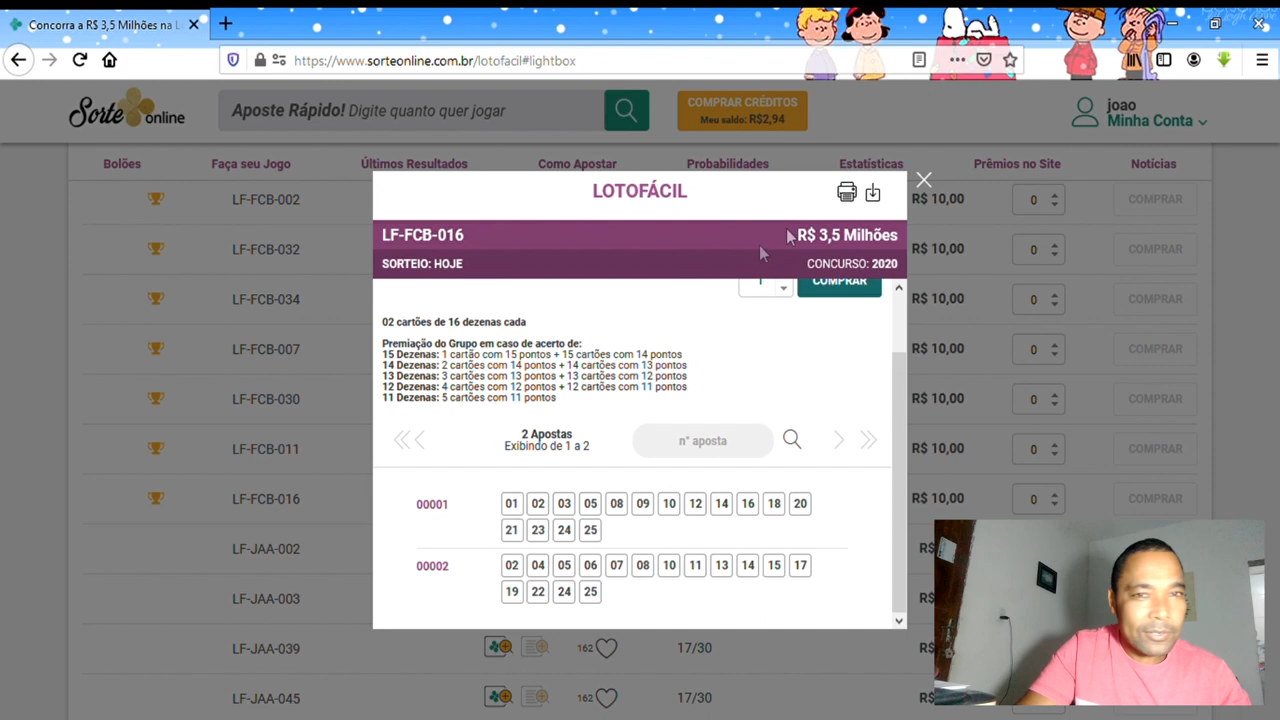 Concorra a R$ 3,5 Milhões na L
https://www.sorteonline.com.br/lotofacil#lightbox
Sorte online
Aposte Rápido! Digite quanto quer jogar
COMPRAR CRÉDITOS
Meu saldo: R$2,94
joao
Minha Conta
Bolões Faça seu Jogo Últimos Resultados Como Apostar Probabilidades Estatísticas Prêmios no Site Notícias
LF-FCB-002 R$ 10,00 0 COMPRAR
LF-FCB-032 R$ 10,00 0 COMPRAR
LF-FCB-034 R$ 10,00 0 COMPRAR
LF-FCB-007 R$ 10,00 0 COMPRAR
LF-FCB-030 R$ 10,00 0 COMPRAR
LF-FCB-011 R$ 10,00 0 COMPRAR
LF-FCB-016 R$ 10,00 0 COMPRAR
LF-JAA-002 R$
LF-JAA-003 R$
LF-JAA-039 162 17/30 R$
LF-JAA-045 162 17/30 R$
LOTOFÁCIL
LF-FCB-016 R$ 3,5 Milhões
SORTEIO: HOJE CONCURSO: 2020
1 COMPRAR
02 cartões de 16 dezenas cada
Premiação do Grupo em caso de acerto de:
15 Dezenas: 1 cartão com 15 pontos + 15 cartões com 14 pontos
14 Dezenas: 2 cartões com 14 pontos + 14 cartões com 13 pontos
13 Dezenas: 3 cartões com 13 pontos + 13 cartões com 12 pontos
12 Dezenas: 4 cartões com 12 pontos + 12 cartões com 11 pontos
11 Dezenas: 5 cartões com 11 pontos
2 Apostas
Exibindo de 1 a 2
n° aposta
00001 01 02 03 05 08 09 10 12 14 16 18 20
21 23 24 25
00002 02 04 05 06 07 08 10 11 13 14 15 17
19 22 24 25